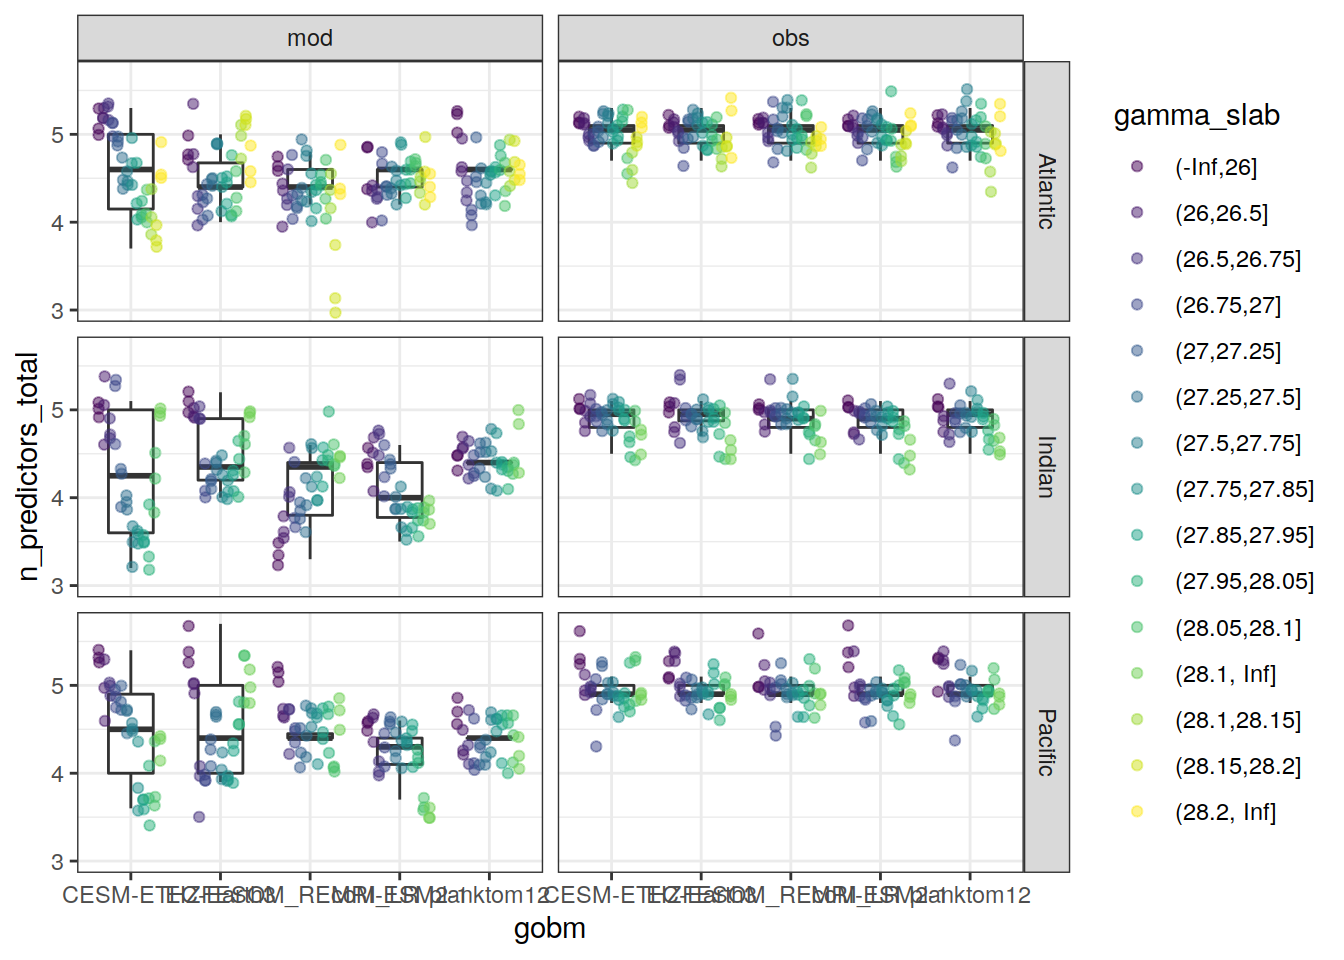 mod
obs
5
4
3
Atlantic
5
4
3
Indian
5
4
3
Pacific
n_predictors_total
gobm
gamma_slab
(-Inf,26]
(26,26.5]
(26.5,26.75]
(26.75,27]
(27,27.25]
(27.25,27.5]
(27.5,27.75]
(27.75,27.85]
(27.85,27.95]
(27.95,28.05]
(28.05,28.1]
(28.1, Inf]
(28.1,28.15]
(28.15,28.2]
(28.2, Inf]